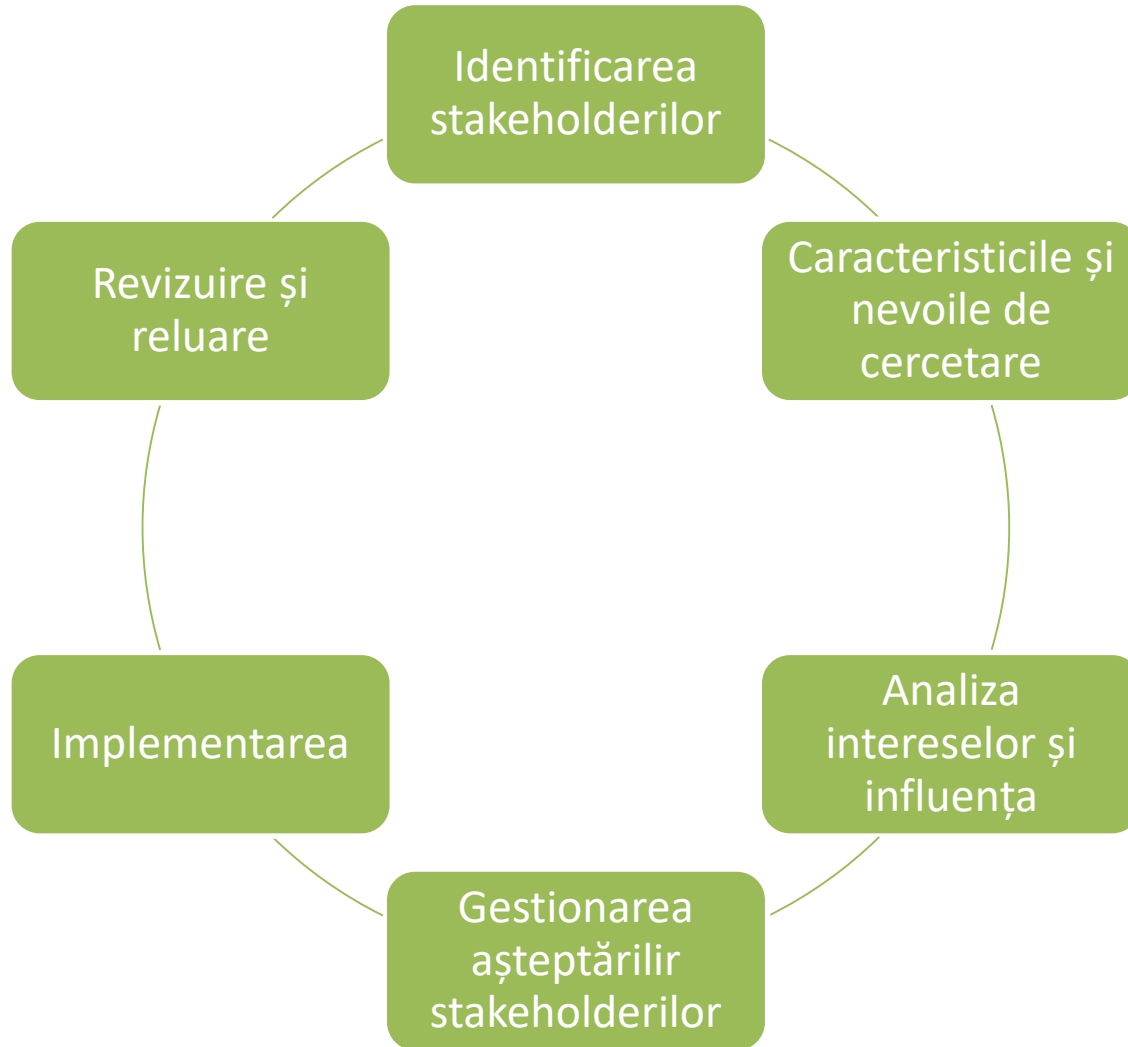 Identificarea
stakeholderilor
Caracteristicile și
nevoile de
cercetare
Analiza
intereselor și
influența
Gestionarea
așteptărilir
stakeholderilor
Implementarea
Revizuire și
reluare